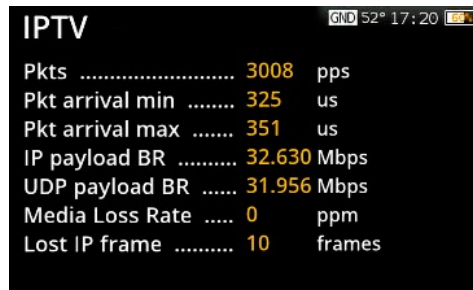 IPTV
GND 52° 17:20 66%
Pkts .......................... 3008 pps
Pkt arrival min ........ 325 us
Pkt arrival max ....... 351 us
IP payload BR .......... 32.630 Mbps
UDP payload BR ...... 31.956 Mbps
Media Loss Rate ..... 0 ppm
Lost IP frame .......... 10 frames